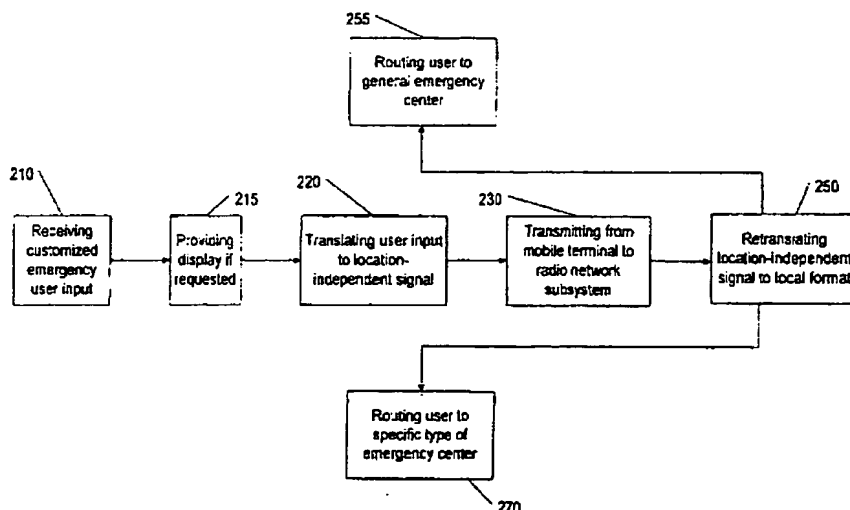 255
Routing user to
general emergency
center
210
Receiving
customized
emergency
user input
215
Providing
display if
requested
220
Translating user input
to location-
independent signal
230
Transmitting from
mobile terminal to
radio network
subsystem
250
Retranslating
location-independent
signal to local format
Routing user to
specific type of
emergency center
270